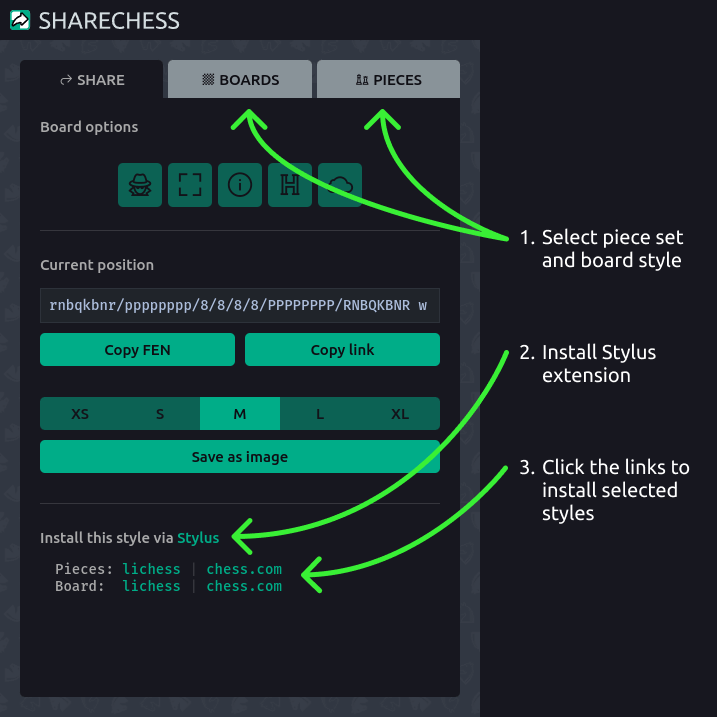 SHARECHESS
SHARE
BOARDS
PIECES
Board options
Current position
rnbqkbnr/pppppppp/8/8/8/8/PPPPPPPP/RNBQKBNR w
Copy FEN
Copy link
XS
S
M
L
XL
Save as image
Install this style via Stylus
Pieces: lichess | chess.com
Board: lichess | chess.com
1. Select piece set
and board style
2. Install Stylus
extension
3. Click the links to
install selected
styles